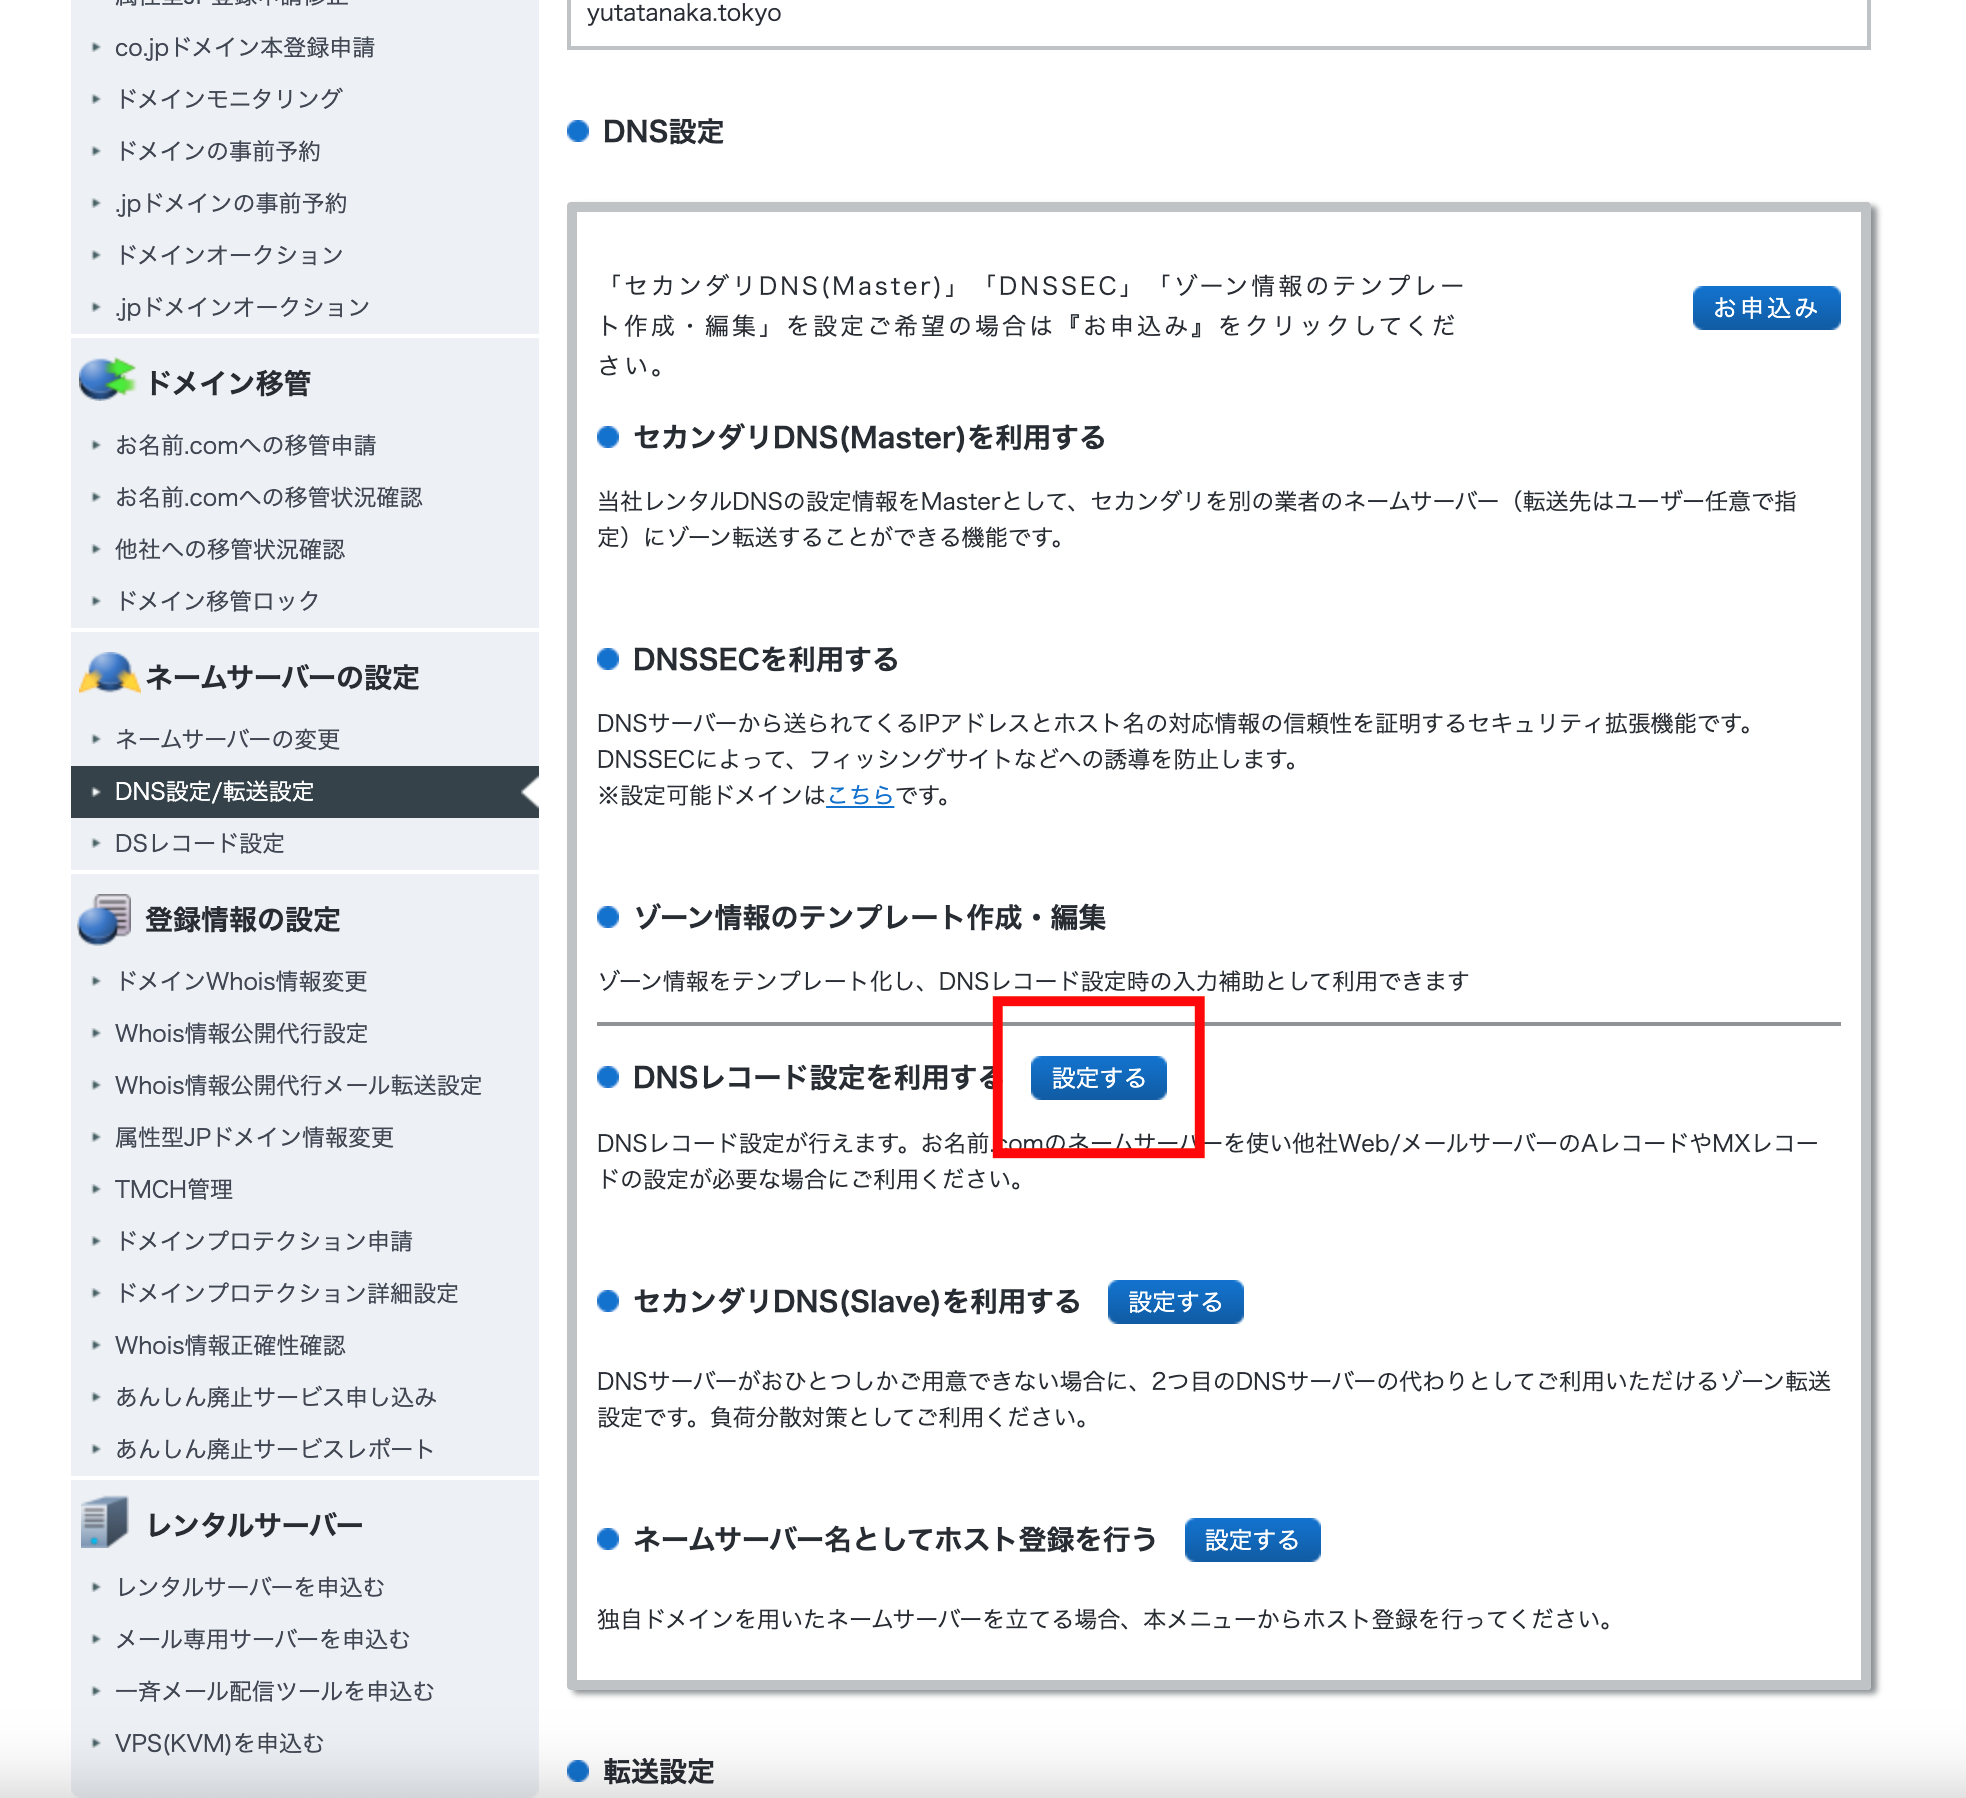 co.jpドメイン本登録申請
ドメインモニタリング
ドメインの事前予約
.jpドメインの事前予約
ドメインオークション
.jpドメインオークション
ドメイン移管
お名前.comへの移管申請
お名前.comへの移管状況確認
他社への移管状況確認
ドメイン移管ロック
ネームサーバーの設定
ネームサーバーの変更
DNS設定/転送設定
DSレコード設定
登録情報の設定
ドメインWhois情報変更
Whois情報公開代行設定
Whois情報公開代行メール転送設定
属性型JPドメイン情報変更
TMCH管理
ドメインプロテクション申請
ドメインプロテクション詳細設定
Whois情報正確性確認
あんしん廃止サービス申し込み
あんしん廃止サービスレポート
レンタルサーバー
レンタルサーバーを申込む
メール専用サーバーを申込む
一斉メール配信ツールを申込む
VPS(KVM)を申込む
yutatanaka.tokyo
DNS設定
「セカンダリDNS(Master)」「DNSSEC」「ゾーン情報のテンプレー
ト作成・編集」を設定ご希望の場合は『お申込み』をクリックしてくだ
さい。
お申込み
セカンダリDNS(Master)を利用する
当社レンタルDNSの設定情報をMasterとして、セカンダリを別の業者のネームサーバー（転送先はユーザー任意で指
定）にゾーン転送することができる機能です。
DNSSECを利用する
DNSサーバーから送られてくるIPアドレスとホスト名の対応情報の信頼性を証明するセキュリティ拡張機能です。
DNSSECによって、フィッシングサイトなどへの誘導を防止します。
※設定可能ドメインはこちらです。
ゾーン情報のテンプレート作成・編集
ゾーン情報をテンプレート化し、DNSレコード設定時の入力補助として利用できます
DNSレコード設定を利用する 設定する
DNSレコード設定が行えます。お名前.comのネームサーバーを使い他社Web/メールサーバーのAレコードやMXレコー
ドの設定が必要な場合にご利用ください。
セカンダリDNS(Slave)を利用する 設定する
DNSサーバーがおひとつしかご用意できない場合に、2つ目のDNSサーバーの代わりとしてご利用いただけるゾーン転送
設定です。負荷分散対策としてご利用ください。
ネームサーバー名としてホスト登録を行う 設定する
独自ドメインを用いたネームサーバーを立てる場合、本メニューからホスト登録を行ってください。
転送設定